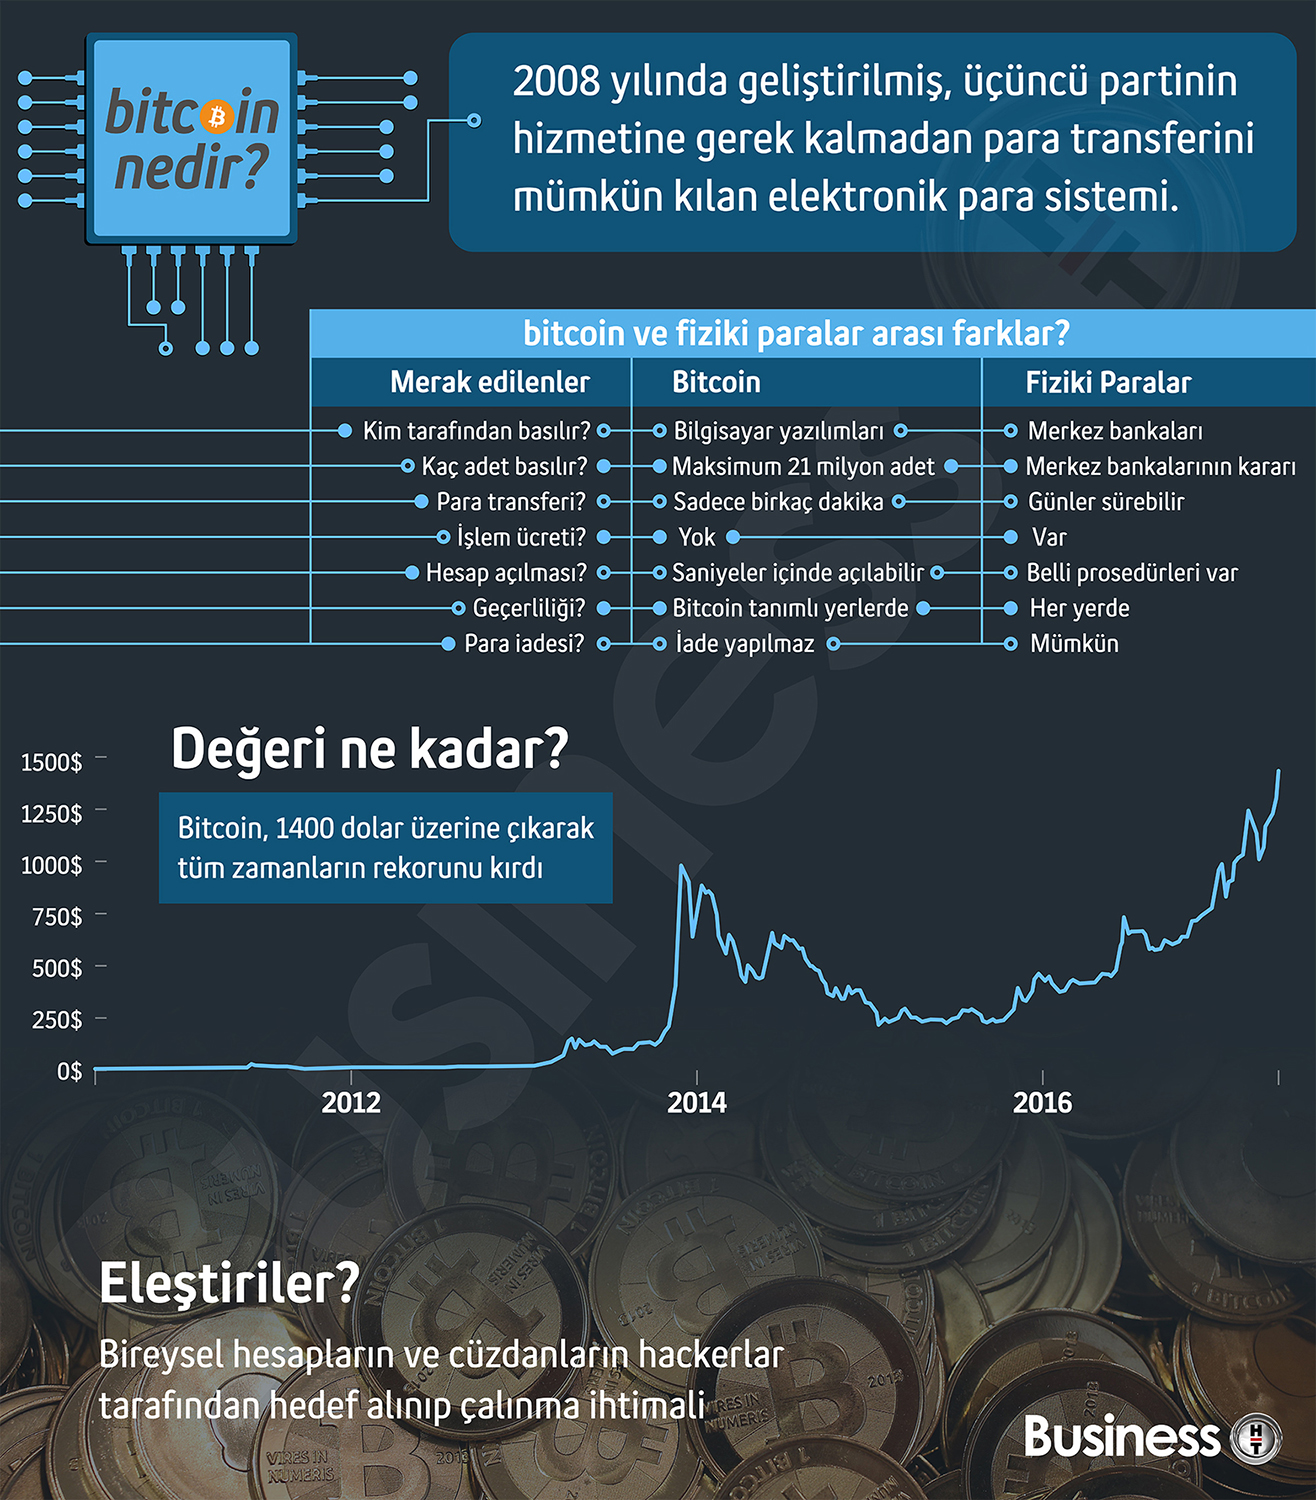 bitcoin
nedir?
2008 yılında geliştirilmiş, üçüncü partinin
hizmetine gerek kalmadan para transferini
mümkün kılan elektronik para sistemi.
bitcoin ve fiziki paralar arası farklar?
Merak edilenler Bitcoin Fiziki Paralar
Kim tarafından basılır? Bilgisayar yazılımları Merkez bankaları
Kaç adet basılır? Maksimum 21 milyon adet Merkez bankalarının kararı
Para transferi? Sadece birkaç dakika Günler sürebilir
İşlem ücreti? Yok Var
Hesap açılması? Saniyeler içinde açılabilir Belli prosedürleri var
Geçerliliği? Bitcoin tanımlı yerlerde Her yerde
Para iadesi? İade yapılmaz Mümkün
Değeri ne kadar?
Bitcoin, 1400 dolar üzerine çıkarak
tüm zamanların rekorunu kırdı
1500$
1250$
1000$
750$
500$
250$
0$
2012 2014 2016
Eleştiriler?
Bireysel hesapların ve cüzdanların hackerlar
tarafından hedef alınıp çalınma ihtimali
VIRES IN
NUMERIS
2013
Business HT